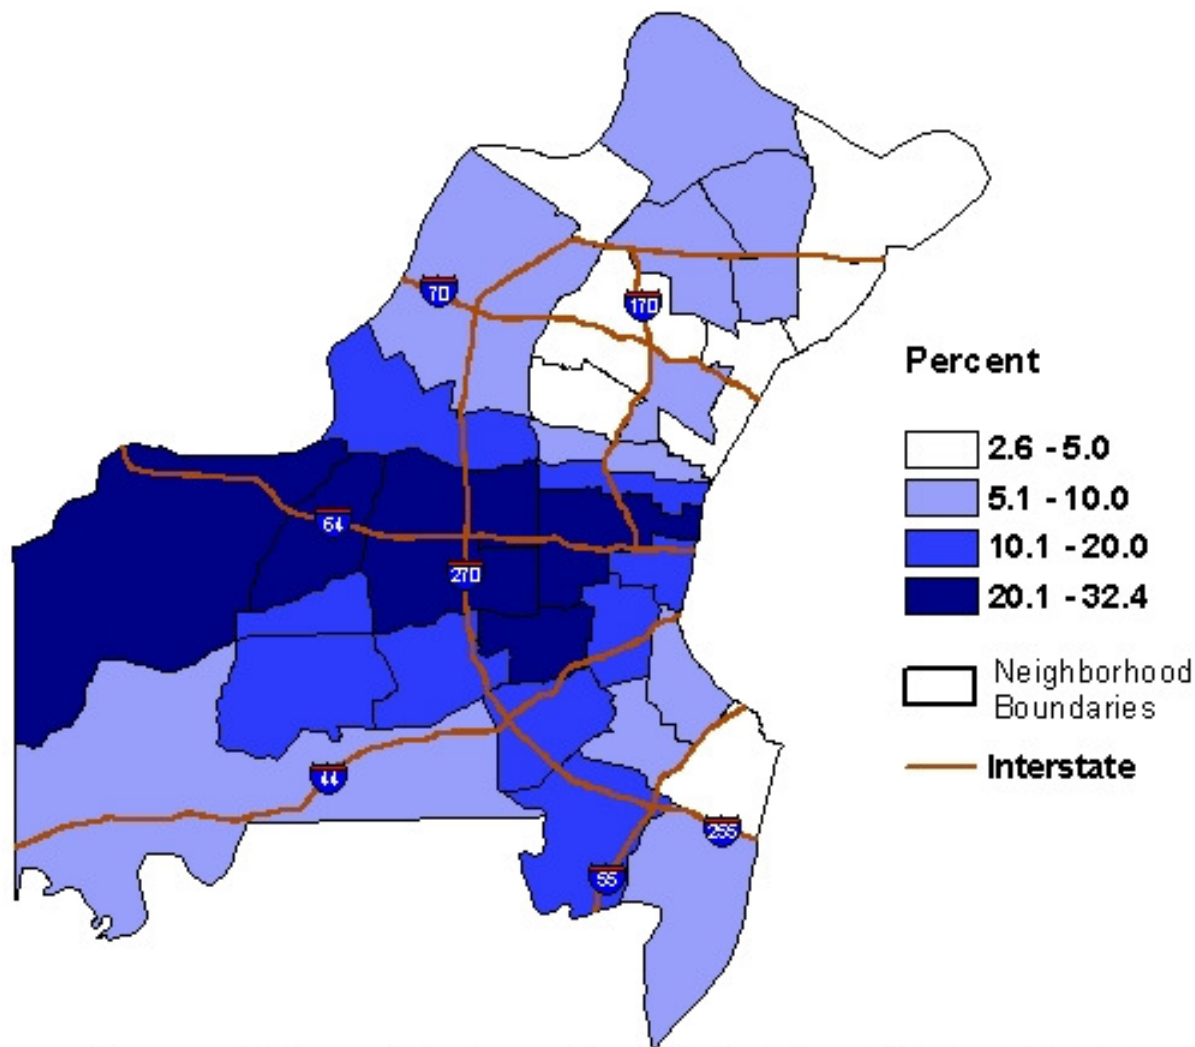 70
170
Percent
2.6 - 5.0
5.1 - 10.0
10.1 - 20.0
20.1 - 32.4
64
270
Neighborhood
Boundaries
Interstate
44
255
55